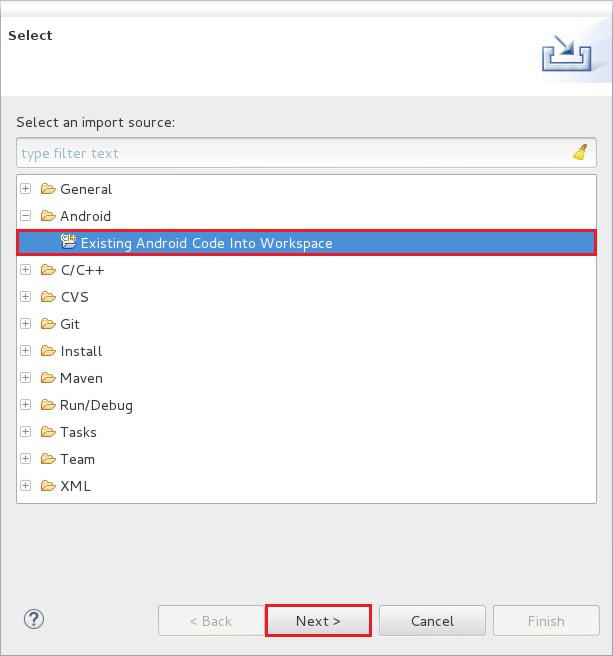 Select
Select an import source:
type filter text
General
Android
Existing Android Code Into Workspace
C/C++
CVS
Git
Install
Maven
Run/Debug
Tasks
Team
XML
? < Back Next > Cancel Finish